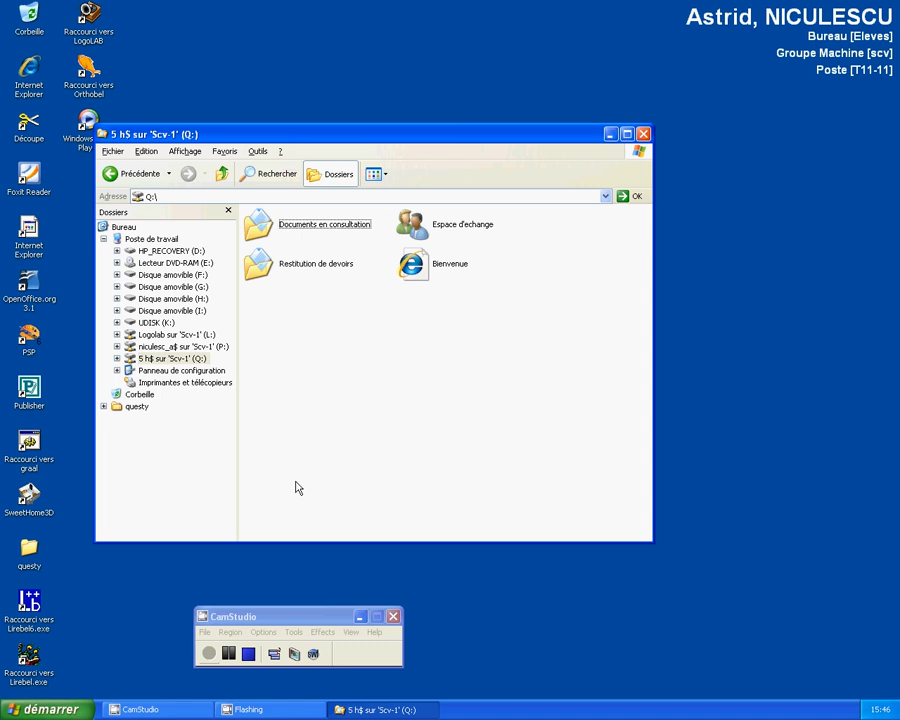 Astrid, NICULESCU
Bureau [Eleves]
Groupe Machine [scv]
Poste [T11-11]
Corbeille
Raccourci vers
LogoLAB
Internet
Explorer
Raccourci vers
Orthobel
Découpe
Windows
Play
Foxit Reader
Internet
Explorer
OpenOffice.org
3.1
PSP
Publisher
Raccourci vers
graal
SweetHome3D
questy
Raccourci vers
Lirebel6.exe
Raccourci vers
Lirebel.exe
5 h$ sur 'Scv-1' (Q:)
Fichier Edition Affichage Favoris Outils ?
Précédente Rechercher Dossiers
Adresse Q:\ OK
Dossiers
Bureau
Poste de travail
HP_RECOVERY (D:)
Lecteur DVD-RAM (E:)
Disque amovible (F:)
Disque amovible (G:)
Disque amovible (H:)
Disque amovible (I:)
UDISK (K:)
Logolab sur 'Scv-1' (L:)
niculesc_a$ sur 'Scv-1' (P:)
5 h$ sur 'Scv-1' (Q:)
Panneau de configuration
Imprimantes et télécopieurs
Corbeille
questy
Documents en consultation
Espace d'échange
Restitution de devoirs
Bienvenue
CamStudio
File Region Options Tools Effects View Help
démarrer CamStudio Flashing 5 h$ sur 'Scv-1' (Q:) 15:46